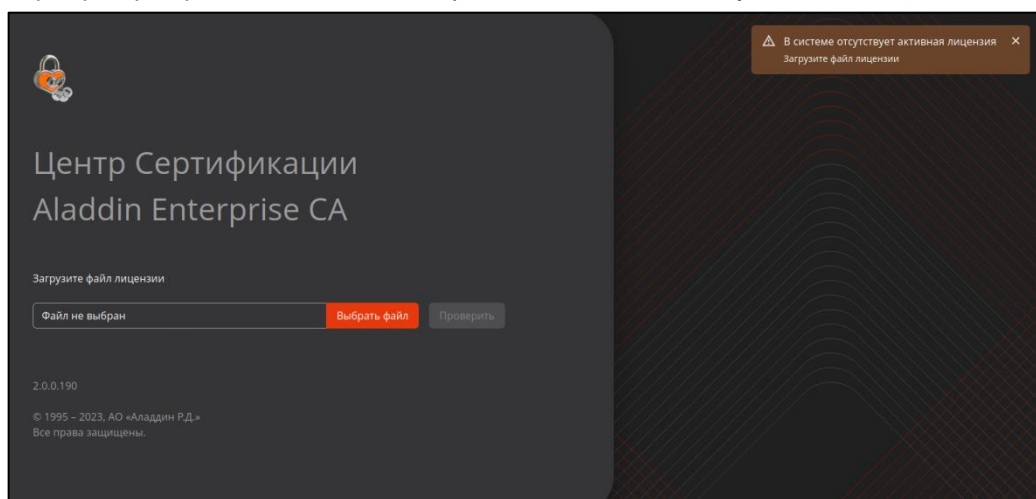 В системе отсутствует активная лицензия
Загрузите файл лицензии
Центр Сертификации
Aladdin Enterprise CA
Загрузите файл лицензии
Файл не выбран
Выбрать файл
Проверить
2.0.0.190
© 1995 – 2023, АО «Аладдин Р.Д.»
Все права защищены.